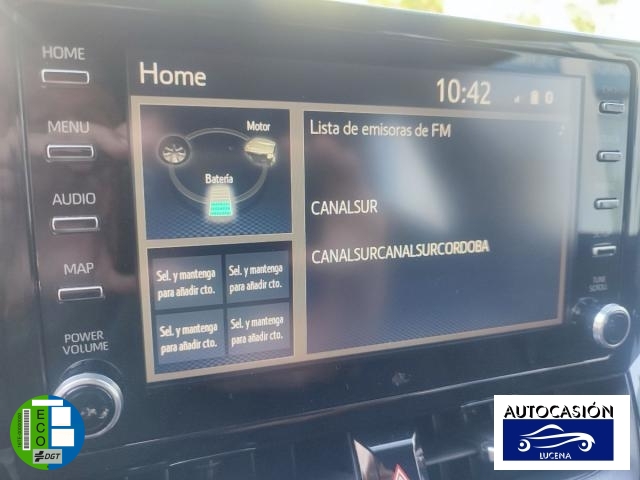 HOME
MENU
AUDIO
MAP
POWER
VOLUME
Home
10:42
Motor
Batería
Lista de emisoras de FM
CANALSUR
CANALSURCANALSURCORDOBA
Sel. y mantenga
para añadir cto.
Sel. y mantenga
para añadir cto.
Sel. y mantenga
para añadir cto.
Sel. y mantenga
para añadir cto.
TUNE
SCROLL
ECO
DGT
AUTOCASIÓN
LUCENA